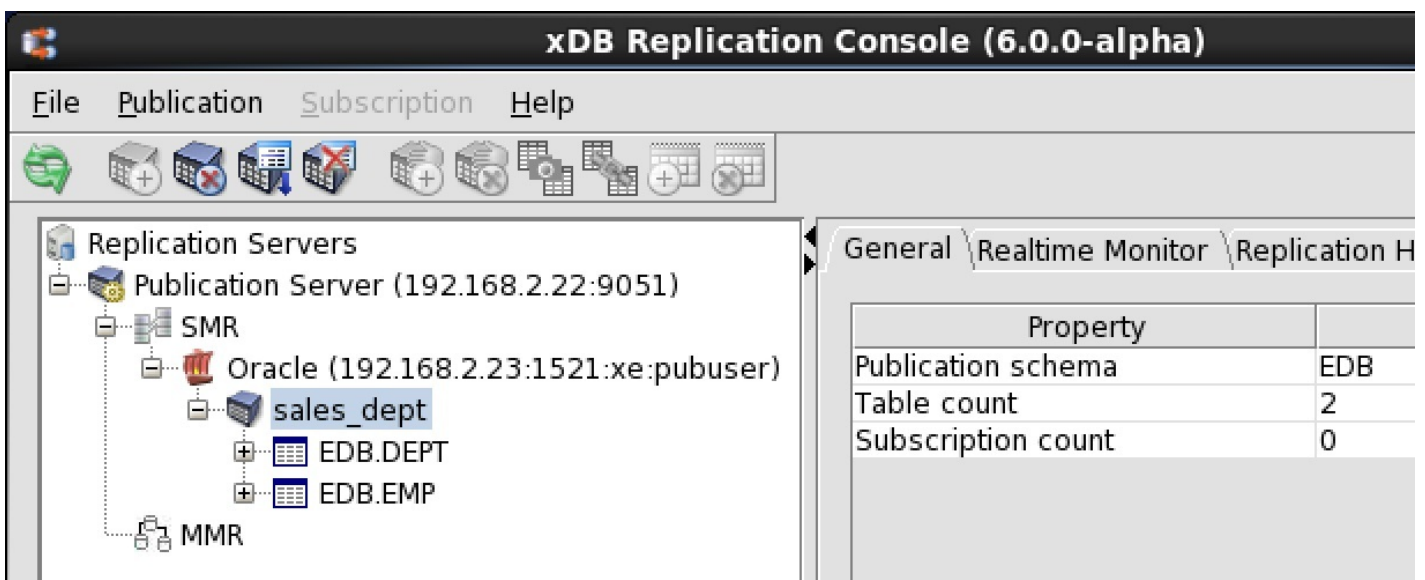 xDB Replication Console (6.0.0-alpha)
File Publication Subscription Help
Replication Servers
Publication Server (192.168.2.22:9051)
SMR
Oracle (192.168.2.23:1521:xe:pubuser)
sales_dept
EDB.DEPT
EDB.EMP
MMR
General Realtime Monitor Replication H
Property
Publication schema EDB
Table count 2
Subscription count 0